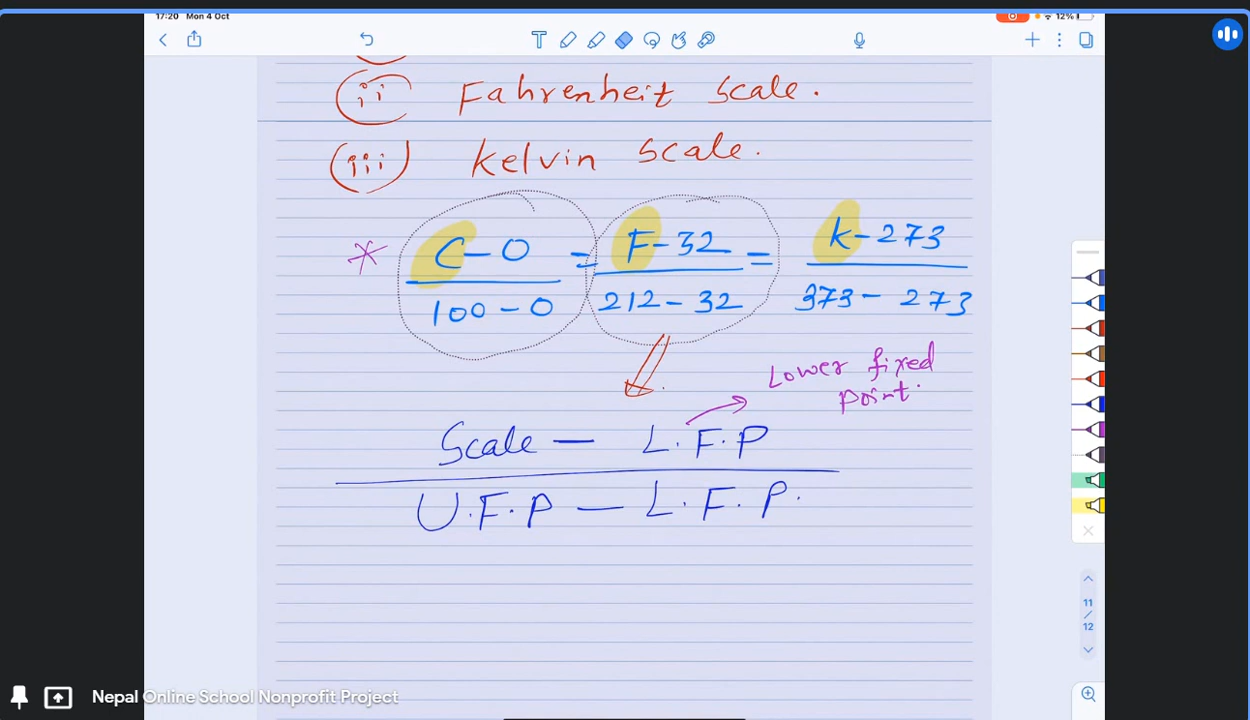 17:20 Mon 4 Oct 12%
(ii) Fahrenheit Scale.
(iii) Kelvin Scale.
* C-0 = F-32 = K-273
100-0 212-32 373-273
Lower fixed
point.
Scale - L.F.P
U.F.P - L.F.P.
11
/
12
Nepal Online School Nonprofit Project